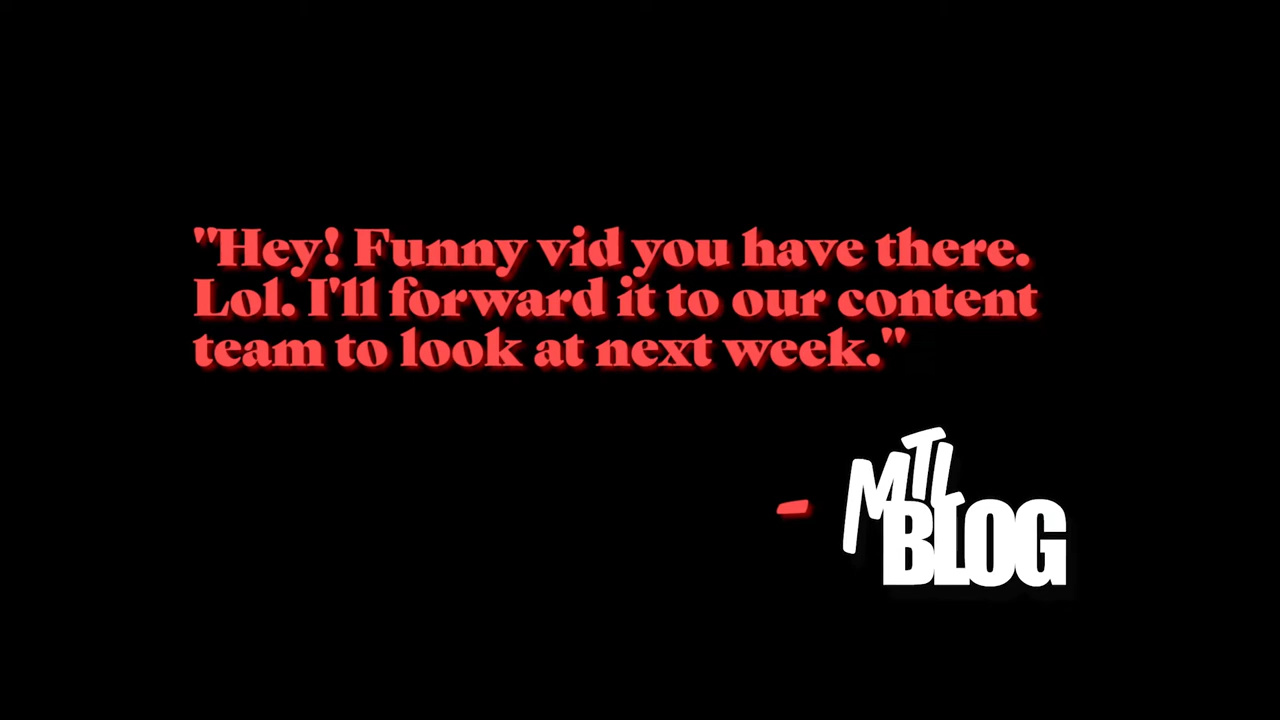 "Hey! Funny vid you have there.
Lol. I'll forward it to our content
team to look at next week."
- MTL
BLOG